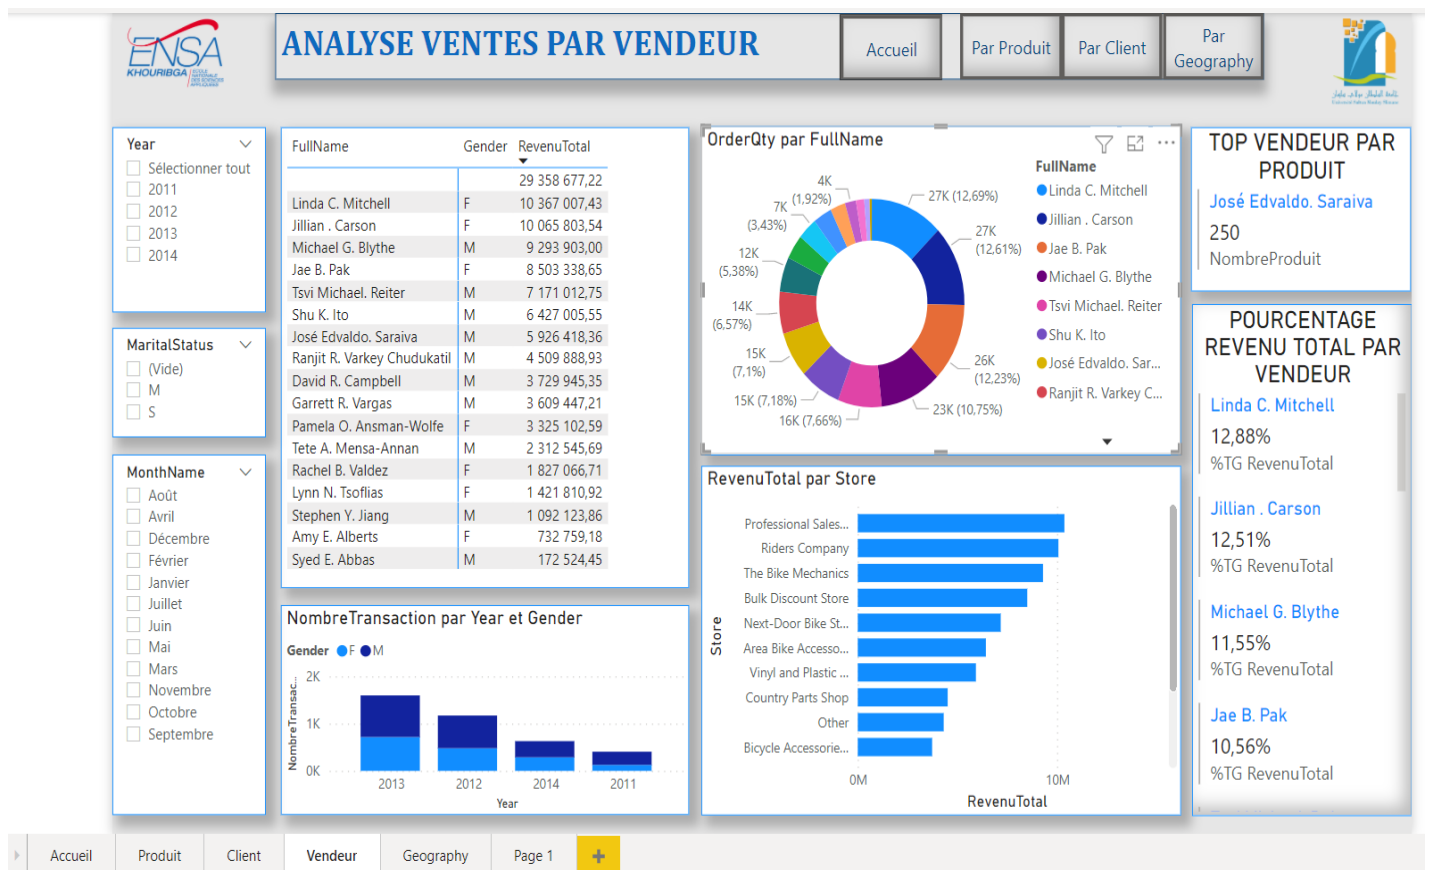 ENSA
KHOURIBGA
ECOLE
NATIONALE
DES SCIENCES
APPLIQUEES
ANALYSE VENTES PAR VENDEUR
Accueil
Par Produit
Par Client
Par
Geography
Year
Sélectionner tout
2011
2012
2013
2014
MaritalStatus
(Vide)
M
S
MonthName
Août
Avril
Décembre
Février
Janvier
Juillet
Juin
Mai
Mars
Novembre
Octobre
Septembre
FullName Gender RevenuTotal
29 358 677,22
Linda C. Mitchell F 10 367 007,43
Jillian . Carson F 10 065 803,54
Michael G. Blythe M 9 293 903,00
Jae B. Pak F 8 503 338,65
Tsvi Michael. Reiter M 7 171 012,75
Shu K. Ito M 6 427 005,55
José Edvaldo. Saraiva M 5 926 418,36
Ranjit R. Varkey Chudukatil M 4 509 888,93
David R. Campbell M 3 729 945,35
Garrett R. Vargas M 3 609 447,21
Pamela O. Ansman-Wolfe F 3 325 102,59
Tete A. Mensa-Annan M 2 312 545,69
Rachel B. Valdez F 1 827 066,71
Lynn N. Tsoflias F 1 421 810,92
Stephen Y. Jiang M 1 092 123,86
Amy E. Alberts F 732 759,18
Syed E. Abbas M 172 524,45
NombreTransaction par Year et Gender
Gender F M
NombreTransac...
2K
1K
0K
2013 2012 2014 2011
Year
OrderQty par FullName
27K (12,69%)
27K
(12,61%)
26K
(12,23%)
23K (10,75%)
16K (7,66%)
15K (7,18%)
15K
(7,1%)
14K
(6,57%)
12K
(5,38%)
7K
(3,43%)
4K
(1,92%)
FullName
Linda C. Mitchell
Jillian . Carson
Jae B. Pak
Michael G. Blythe
Tsvi Michael. Reiter
Shu K. Ito
José Edvaldo. Sar...
Ranjit R. Varkey C...
RevenuTotal par Store
Store
Professional Sales...
Riders Company
The Bike Mechanics
Bulk Discount Store
Next-Door Bike St...
Area Bike Accesso...
Vinyl and Plastic ...
Country Parts Shop
Other
Bicycle Accessorie...
0M 10M
RevenuTotal
TOP VENDEUR PAR
PRODUIT
José Edvaldo. Saraiva
250
NombreProduit
POURCENTAGE
REVENU TOTAL PAR
VENDEUR
Linda C. Mitchell
12,88%
%TG RevenuTotal
Jillian . Carson
12,51%
%TG RevenuTotal
Michael G. Blythe
11,55%
%TG RevenuTotal
Jae B. Pak
10,56%
%TG RevenuTotal
Accueil
Produit
Client
Vendeur
Geography
Page 1
+